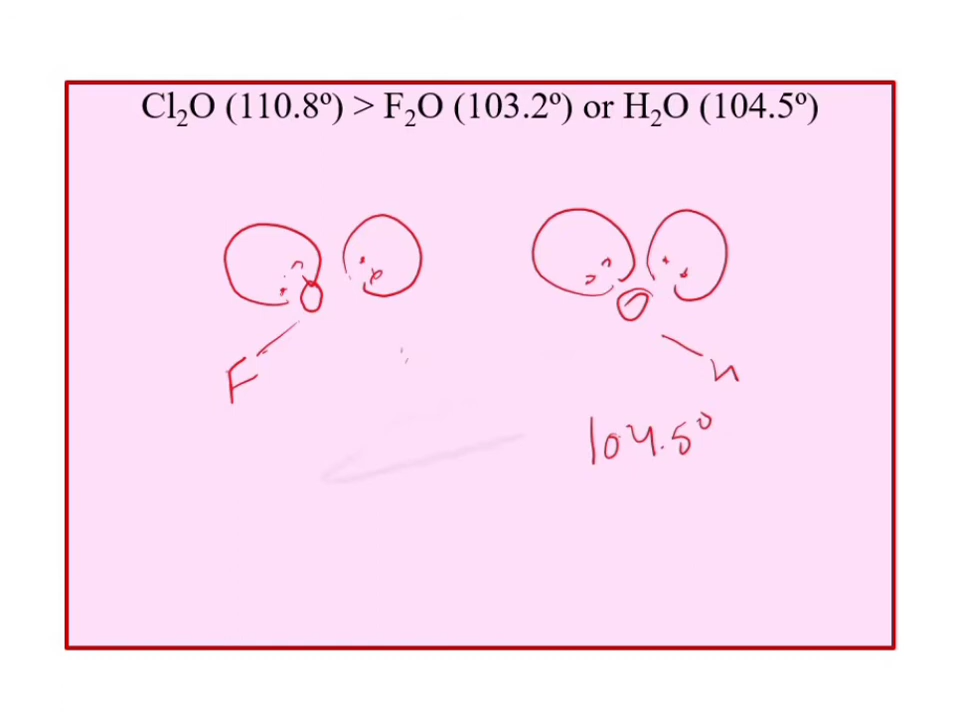 Cl₂O (110.8º) > F₂O (103.2º) or H₂O (104.5º)
O
O
F
H
104.5º